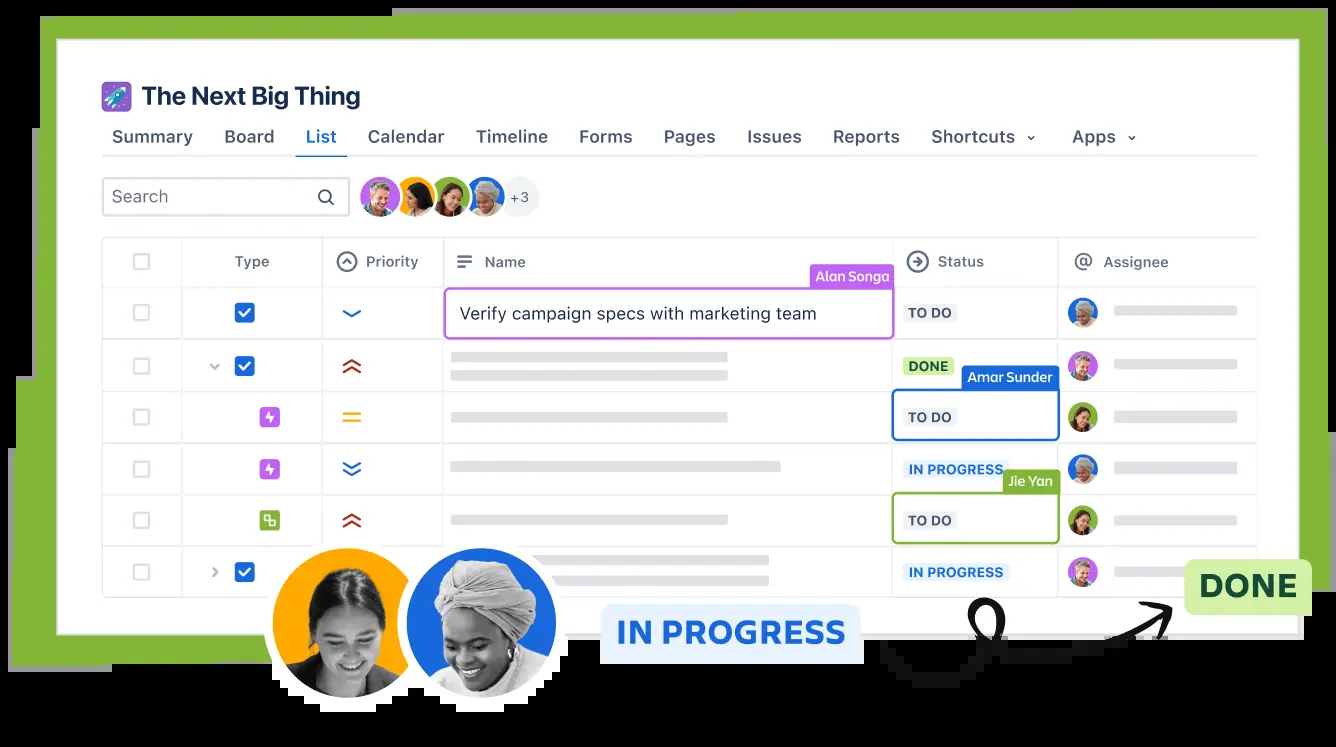 The Next Big Thing
Summary Board List Calendar Timeline Forms Pages Issues Reports Shortcuts Apps
Search +3
Type Priority Name Status @ Assignee
Alan Songa
Verify campaign specs with marketing team TO DO
DONE
Amar Sunder
TO DO
IN PROGRESS
Jie Yan
TO DO
IN PROGRESS
DONE
IN PROGRESS